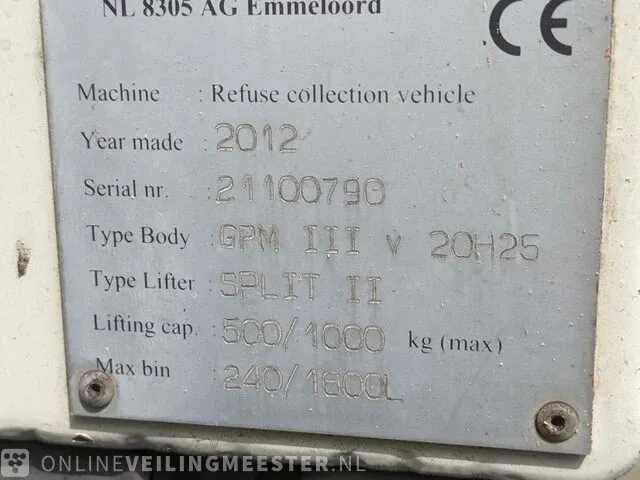 NL 8305 AG Emmeloord
CE
Machine : Refuse collection vehicle
Year made : 2012
Serial nr. : 21100790
Type Body : GPM III v 20H25
Type Lifter : SPLIT II
Lifting cap. : 500/1000 kg (max)
Max bin : 240/1600L
ONLINEVEILINGMEESTER.NL